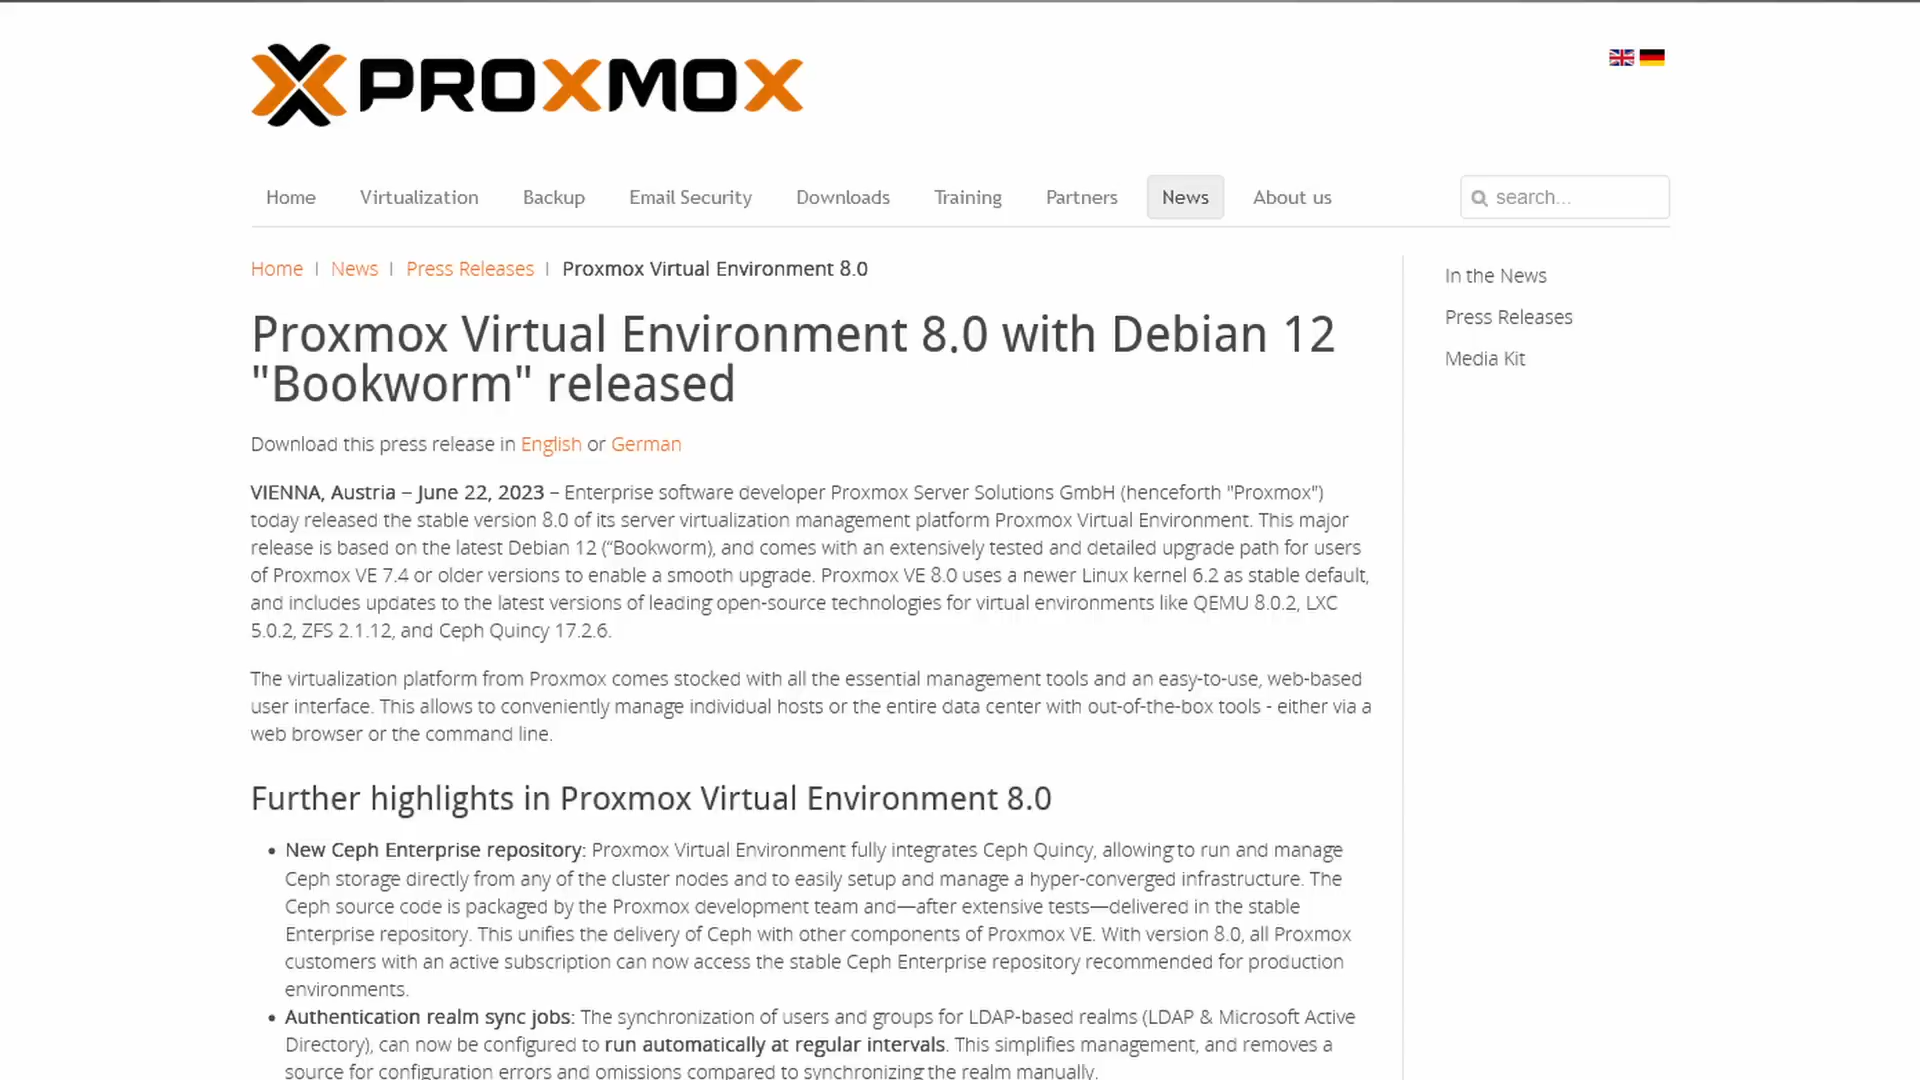 PROXMOX
Home
Virtualization
Backup
Email Security
Downloads
Training
Partners
News
About us
search...
Home | News | Press Releases | Proxmox Virtual Environment 8.0
Proxmox Virtual Environment 8.0 with Debian 12
"Bookworm" released
Download this press release in English or German
VIENNA, Austria – June 22, 2023 – Enterprise software developer Proxmox Server Solutions GmbH (henceforth "Proxmox")
today released the stable version 8.0 of its server virtualization management platform Proxmox Virtual Environment. This major
release is based on the latest Debian 12 (“Bookworm), and comes with an extensively tested and detailed upgrade path for users
of Proxmox VE 7.4 or older versions to enable a smooth upgrade. Proxmox VE 8.0 uses a newer Linux kernel 6.2 as stable default,
and includes updates to the latest versions of leading open-source technologies for virtual environments like QEMU 8.0.2, LXC
5.0.2, ZFS 2.1.12, and Ceph Quincy 17.2.6.
The virtualization platform from Proxmox comes stocked with all the essential management tools and an easy-to-use, web-based
user interface. This allows to conveniently manage individual hosts or the entire data center with out-of-the-box tools - either via a
web browser or the command line.
Further highlights in Proxmox Virtual Environment 8.0
• New Ceph Enterprise repository: Proxmox Virtual Environment fully integrates Ceph Quincy, allowing to run and manage
Ceph storage directly from any of the cluster nodes and to easily setup and manage a hyper-converged infrastructure. The
Ceph source code is packaged by the Proxmox development team and—after extensive tests—delivered in the stable
Enterprise repository. This unifies the delivery of Ceph with other components of Proxmox VE. With version 8.0, all Proxmox
customers with an active subscription can now access the stable Ceph Enterprise repository recommended for production
environments.
• Authentication realm sync jobs: The synchronization of users and groups for LDAP-based realms (LDAP & Microsoft Active
Directory), can now be configured to run automatically at regular intervals. This simplifies management, and removes a
source for configuration errors and omissions compared to synchronizing the realm manually.
In the News
Press Releases
Media Kit